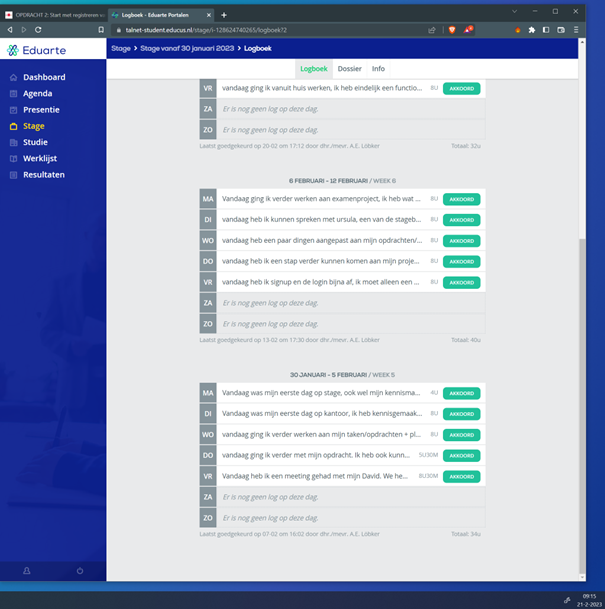 OPDRACHT 2: Start met registreren v
Logboek - Eduarte Portalen
talnet-student.educus.nl/stage/i-128624740265/logboek?2
Eduarte
Stage > Stage vanaf 30 januari 2023 > Logboek
Logboek Dossier Info
Dashboard
Agenda
Presentie
Stage
Studie
Werklijst
Resultaten
VR vandaag ging ik vanuit huis werken, ik heb eindelijk een functio... 8U AKKOORD
ZA Er is nog geen log op deze dag.
ZO Er is nog geen log op deze dag.
Laatst goedgekeurd op 20-02 om 17:12 door dhr./mevr. A.E. Löbker Totaal: 32u
6 FEBRUARI - 12 FEBRUARI / WEEK 6
MA Vandaag ging ik verder werken aan examenproject, ik heb wat ... 8U AKKOORD
DI vandaag heb ik kunnen spreken met ursula, een van de stageb... 8U AKKOORD
WO vandaag heb een paar dingen aangepast aan mijn opdrachten/... 8U AKKOORD
DO vandaag heb ik een stap verder kunnen komen aan mijn proje... 8U AKKOORD
VR vandaag heb ik signup en de login bijna af, ik moet alleen een ... 8U AKKOORD
ZA Er is nog geen log op deze dag.
ZO Er is nog geen log op deze dag.
Laatst goedgekeurd op 13-02 om 17:30 door dhr./mevr. A.E. Löbker Totaal: 40u
30 JANUARI - 5 FEBRUARI / WEEK 5
MA Vandaag was mijn eerste dag op stage, ook wel mijn kennisma... 4U AKKOORD
DI Vandaag was mijn eerste dag op kantoor, ik heb kennisgemaak... 8U AKKOORD
WO vandaag ging ik verder werken aan mijn taken/opdrachten + pl... 8U AKKOORD
DO vandaag ging ik verder met mijn opdracht. Ik heb ook kunn... 5U30M AKKOORD
VR Vandaag heb ik een meeting gehad met mijn David. We he... 8U30M AKKOORD
ZA Er is nog geen log op deze dag.
ZO Er is nog geen log op deze dag.
Laatst goedgekeurd op 07-02 om 16:02 door dhr./mevr. A.E. Löbker Totaal: 34u
09:15
21-2-2023